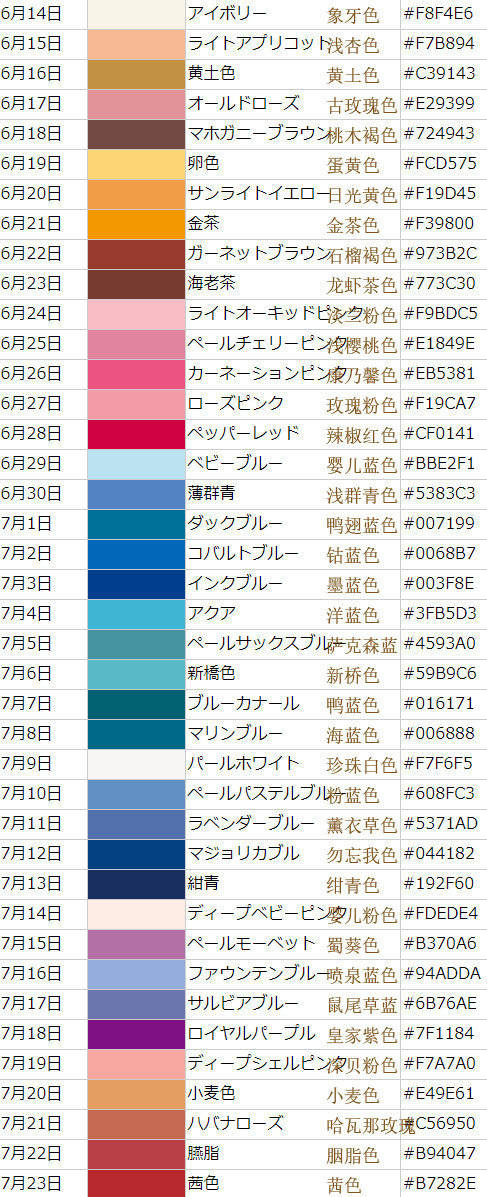 6月14日 アイボリー 象牙色 #F8F4E6
6月15日 ライトアプリコット 浅杏色 #F7B894
6月16日 黄土色 黄土色 #C39143
6月17日 オールドローズ 古玫瑰色 #E29399
6月18日 マホガニーブラウン 桃木褐色 #724943
6月19日 卵色 蛋黄色 #FCD575
6月20日 サンライトイエロー 日光黄色 #F19D45
6月21日 金茶 金茶色 #F39800
6月22日 ガーネットブラウン 石榴褐色 #973B2C
6月23日 海老茶 龙虾茶色 #773C30
6月24日 ライトオーキッドピンク 淡兰粉色 #F9BDC5
6月25日 ペールチェリーピンク 浅樱桃色 #E1849E
6月26日 カーネーションピンク 康乃馨色 #EB5381
6月27日 ローズピンク 玫瑰粉色 #F19CA7
6月28日 ペッパーレッド 辣椒红色 #CF0141
6月29日 ベビーブルー 婴儿蓝色 #BBE2F1
6月30日 薄群青 浅群青色 #5383C3
7月1日 ダックブルー 鸭翅蓝色 #007199
7月2日 コバルトブルー 钴蓝色 #0068B7
7月3日 インクブルー 墨蓝色 #003F8E
7月4日 アクア 洋蓝色 #3FB5D3
7月5日 ペールサックスブルー 萨克森蓝 #4593A0
7月6日 新橋色 新桥色 #59B9C6
7月7日 ブルーカナール 鸭蓝色 #016171
7月8日 マリンブルー 海蓝色 #006888
7月9日 パールホワイト 珍珠白色 #F7F6F5
7月10日 ペールパステルブルー 粉蓝色 #608FC3
7月11日 ラベンダーブルー 薰衣草色 #5371AD
7月12日 マジョリカブル 勿忘我色 #044182
7月13日 紺青 绀青色 #192F60
7月14日 ディープベビーピンク 婴儿粉色 #FDEDE4
7月15日 ペールモーベット 蜀葵色 #B370A6
7月16日 ファウンテンブルー 喷泉蓝色 #94ADDA
7月17日 サルビアブルー 鼠尾草蓝 #6B76AE
7月18日 ロイヤルパープル 皇家紫色 #7F1184
7月19日 ディープシェルピンク 深贝粉色 #F7A7A0
7月20日 小麦色 小麦色 #E49E61
7月21日 ハバナローズ 哈瓦那玫瑰 #C56950
7月22日 臙脂 胭脂色 #B94047
7月23日 茜色 茜色 #B7282E